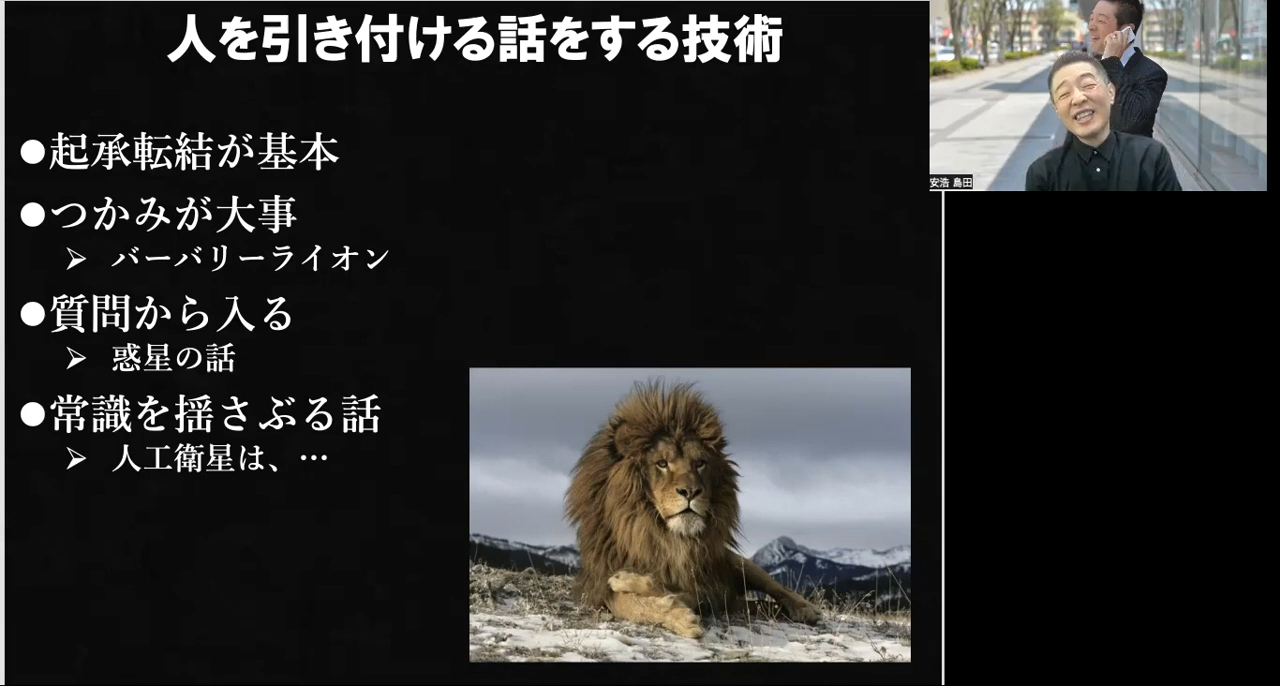 人を引き付ける話をする技術
●起承転結が基本
●つかみが大事
➢ バーバリーライオン
●質問から入る
➢ 惑星の話
●常識を揺さぶる話
➢ 人工衛星は、…
安浩 島田